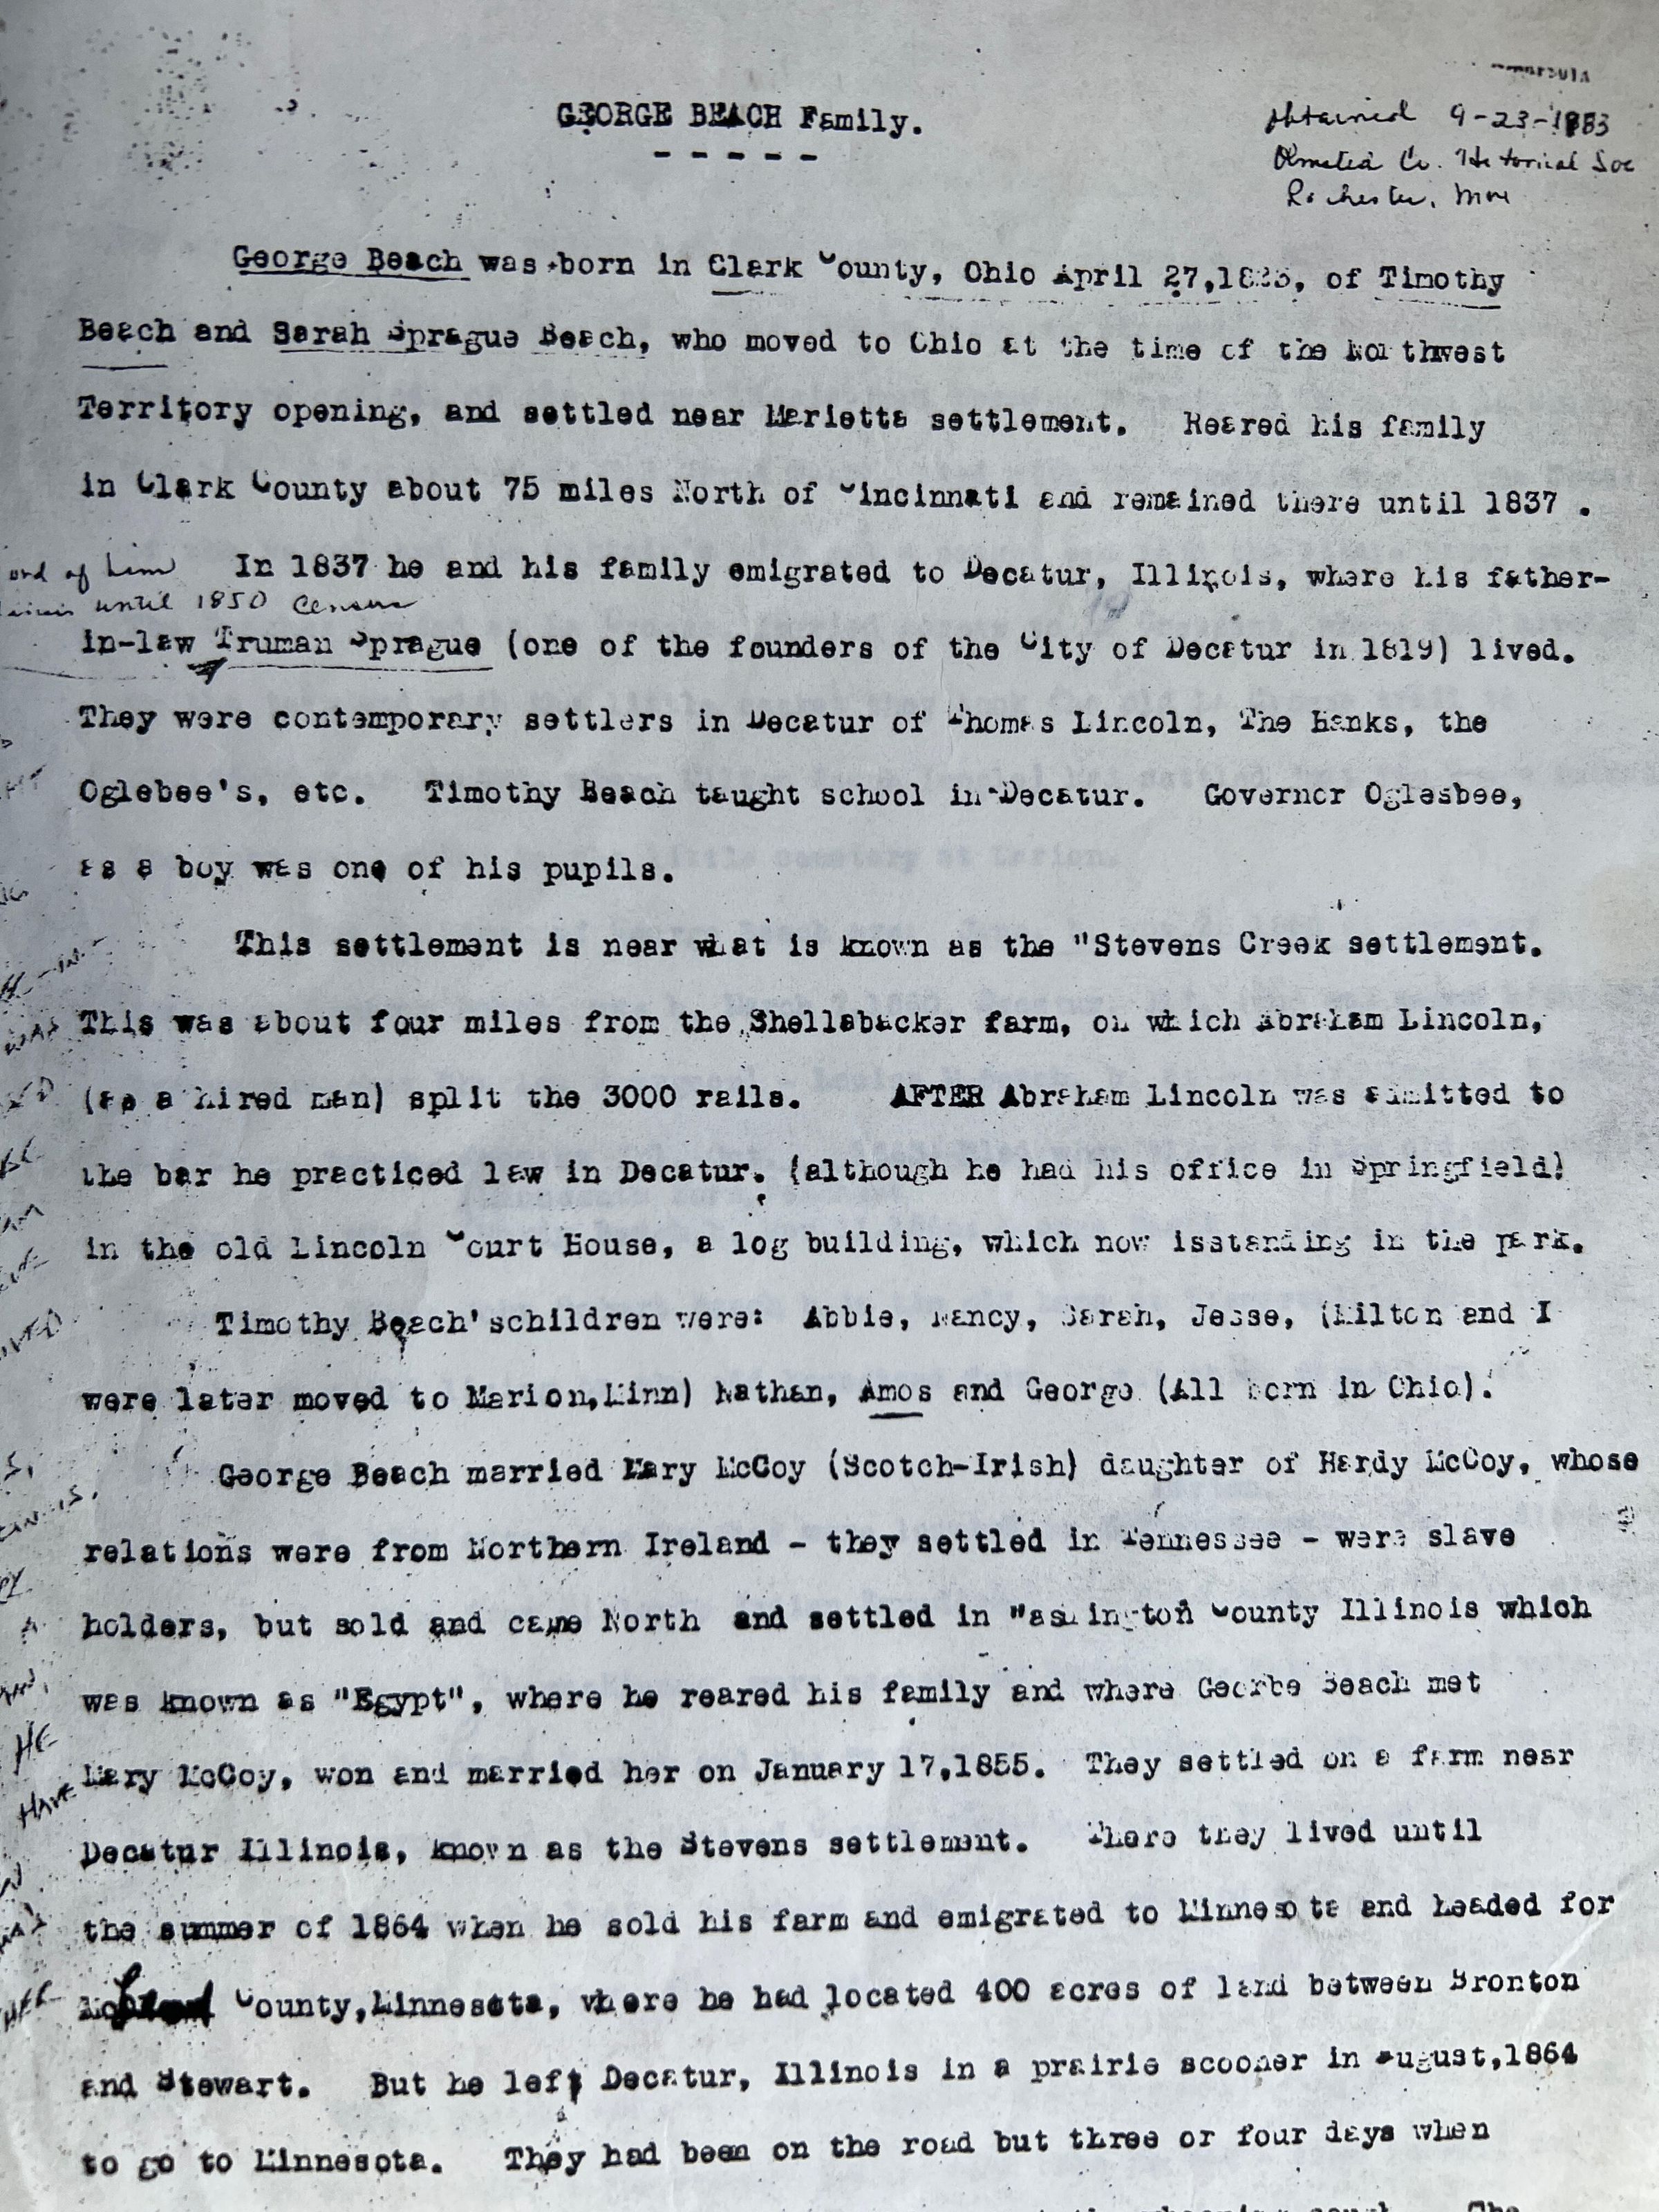 GEORGE BEACH Family.
- - - - -
obtained 9-23-1983
Olmsted Co. Historical Soc
Rochester, Mn
George Beach was born in Clark County, Ohio April 27, of Timothy
Beach and Sarah Sprague Beach, who moved to Ohio at the time of the Northwest
Territory opening, and settled near Marietta settlement. Reared his family
in Clark County about 75 miles North of Cincinnati and remained there until 1837 .
of him
until 1850 Census
In 1837 he and his family emigrated to Decatur, Illinois, where his father-
in-law Truman Sprague (one of the founders of the City of Decatur in 1819) lived.
They were contemporary settlers in Decatur of Thomas Lincoln, The Hanks, the
Oglebee's, etc. Timothy Beach taught school in Decatur. Governor Oglesbee,
as a boy was one of his pupils.
This settlement is near what is known as the "Stevens Creek settlement.
This was about four miles from the Shellabacker farm, on which Abraham Lincoln,
(as a hired man) split the 3000 rails. AFTER Abraham Lincoln was admitted to
the bar he practiced law in Decatur. (although he had his office in Springfield)
in the old Lincoln Court House, a log building, which now isstanding in the park.
Timothy Beach'schildren were: Abbie, Nancy, Sarah, Jesse, (Milton and I
were later moved to Marion,Minn) Nathan, Amos and George (All born in Ohio).
George Beach married Mary McCoy (Scotch-Irish) daughter of Hardy McCoy, whose
relations were from Northern Ireland - they settled in Tennessee - were slave
holders, but sold and came North and settled in Washington County Illinois which
was known as "Egypt", where he reared his family and where Georbe Beach met
Mary McCoy, won and married her on January 17,1855. They settled on a farm near
Decatur Illinois, known as the Stevens settlement. There they lived until
the summer of 1864 when he sold his farm and emigrated to Minnesota and headed for
County,Minnesota, where he had located 400 acres of land between Bronton
and Stewart. But he left Decatur, Illinois in a prairie scooner in August,1864
to go to Minnesota. They had been on the road but three or four days when
HE
HAVE